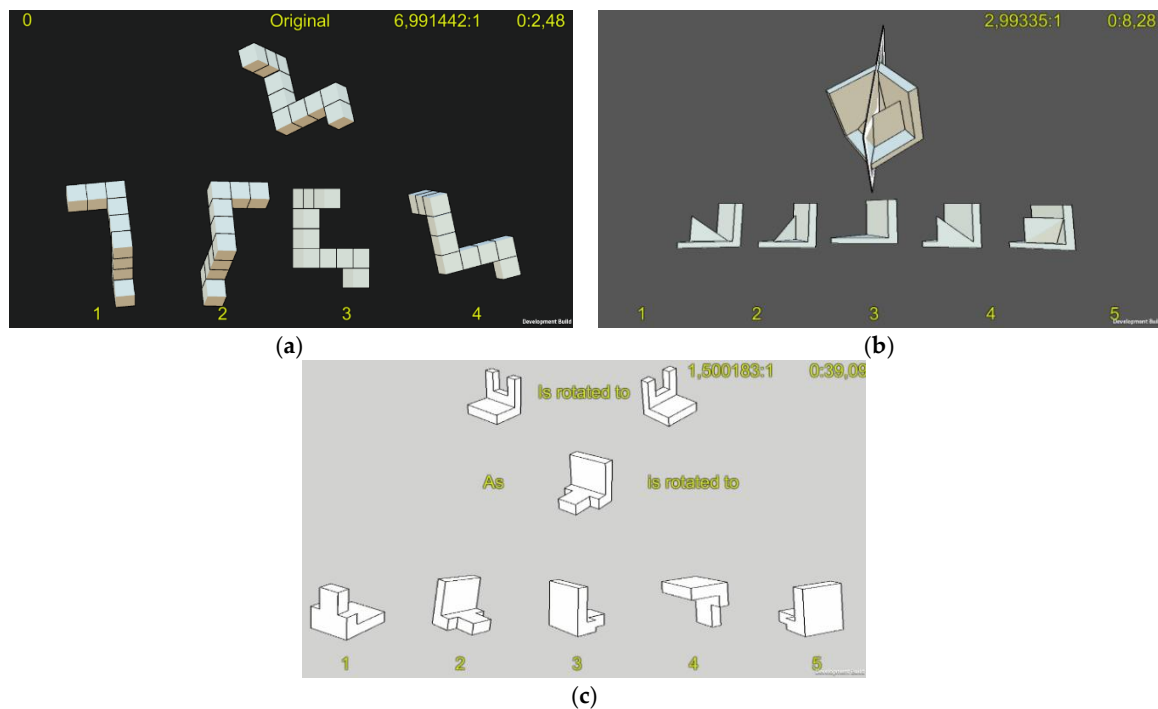 0 Original 6,991442:1 0:2,48
1 2 3 4
Development Build
(a)
2,99335:1 0:8,28
1 2 3 4 5
Development Build
(b)
1,500183:1 0:39,09
is rotated to
As is rotated to
1 2 3 4 5
Development Build
(c)